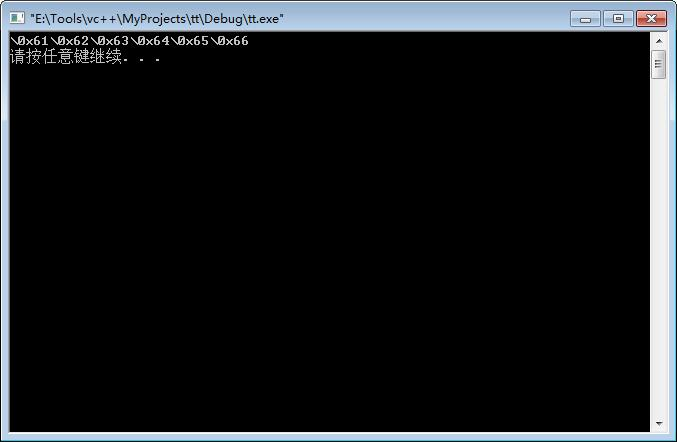 "E:\Tools\vc++\MyProjects\tt\Debug\tt.exe"
\0x61\0x62\0x63\0x64\0x65\0x66
请按任意键继续. . .